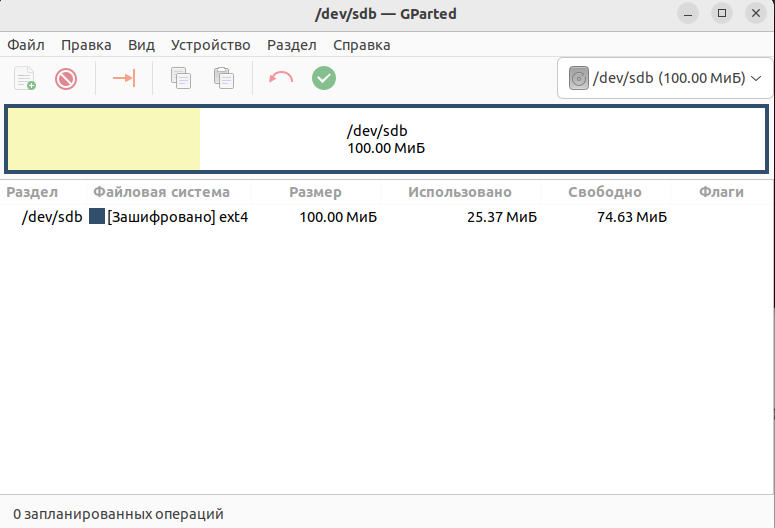 /dev/sdb — GParted
Файл Правка Вид Устройство Раздел Справка
/dev/sdb (100.00 МиБ)
/dev/sdb
100.00 МиБ
Раздел Файловая система Размер Использовано Свободно Флаги
/dev/sdb [Зашифровано] ext4 100.00 МиБ 25.37 МиБ 74.63 МиБ
0 запланированных операций